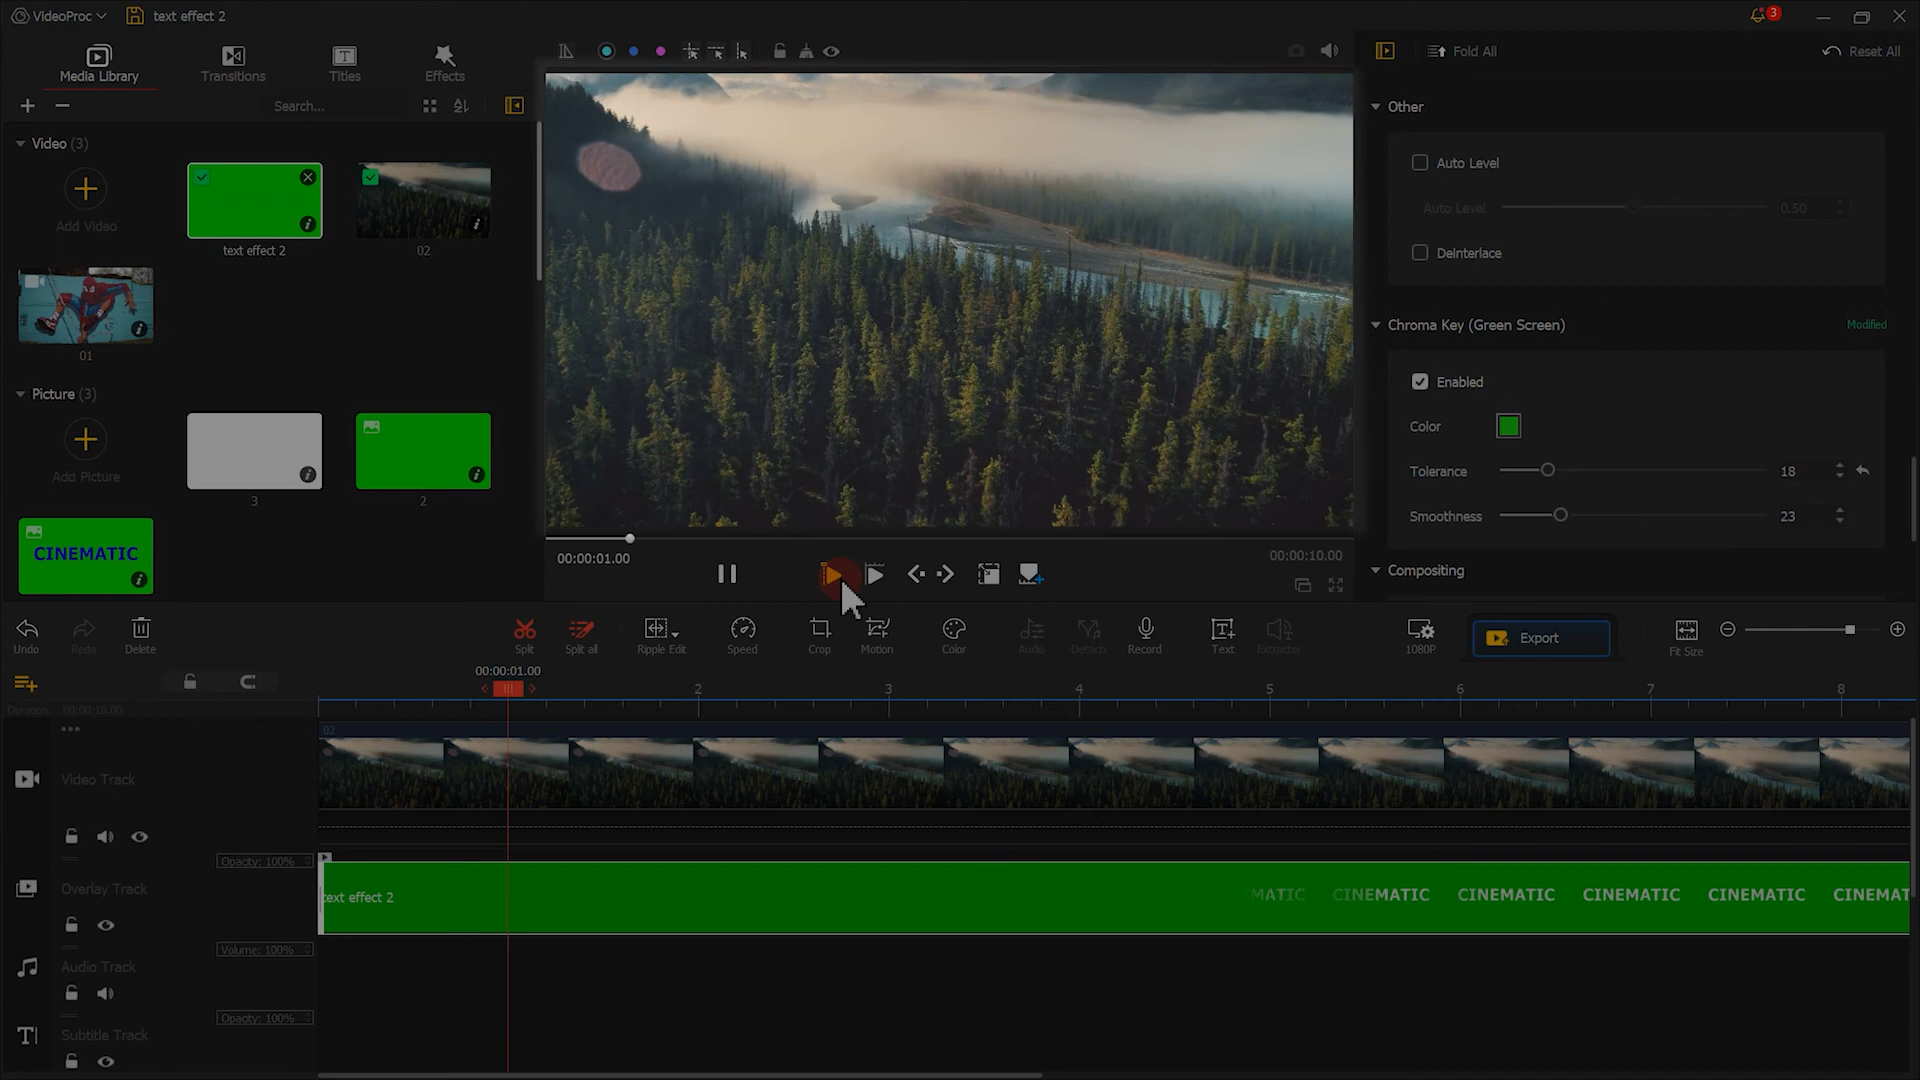 VideoProc
text effect 2
3
Media Library
Transitions
Titles
Effects
Search...
Video (3)
Add Video
text effect 2
02
01
Picture (3)
Add Picture
3
2
CINEMATIC
00:00:01.00
00:00:10.00
Fold All
Reset All
Other
Auto Level
Auto Level
0.50
DeInterlace
Chroma Key (Green Screen)
Modified
Enabled
Color
Tolerance
18
Smoothness
23
Compositing
Undo
Redo
Delete
Split
Split all
Ripple Edit
Speed
Crop
Motion
Color
Audio
Detach
Record
Text
Extractor
1080P
Export
Fit Size
00:00:01.00
2
3
4
5
6
7
8
Duration: 00:00:10.00
02
Video Track
Opacity: 100%
Overlay Track
text effect 2
EMATIC
CINEMATIC
CINEMATIC
CINEMATIC
CINEMATIC
CINEMAT
Volume: 100%
Audio Track
Opacity: 100%
Subtitle Track